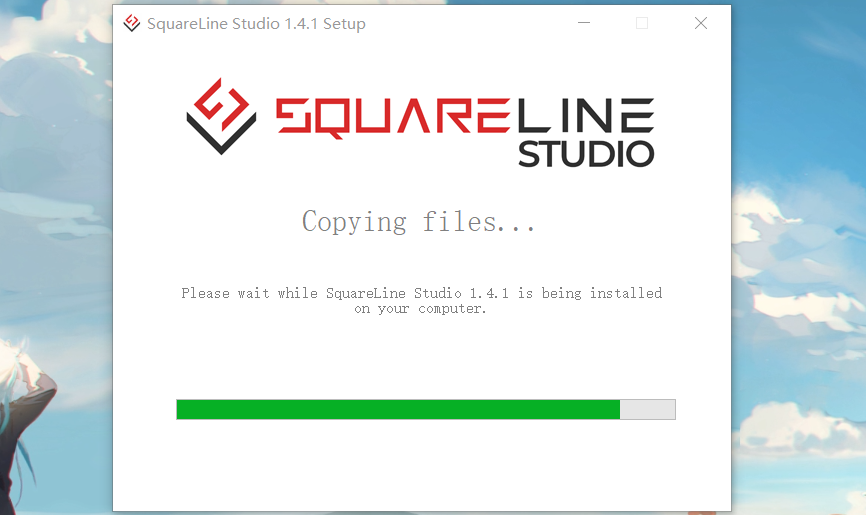 SquareLine Studio 1.4.1 Setup
SQUARELINE
STUDIO
Copying files...
Please wait while SquareLine Studio 1.4.1 is being installed
on your computer.